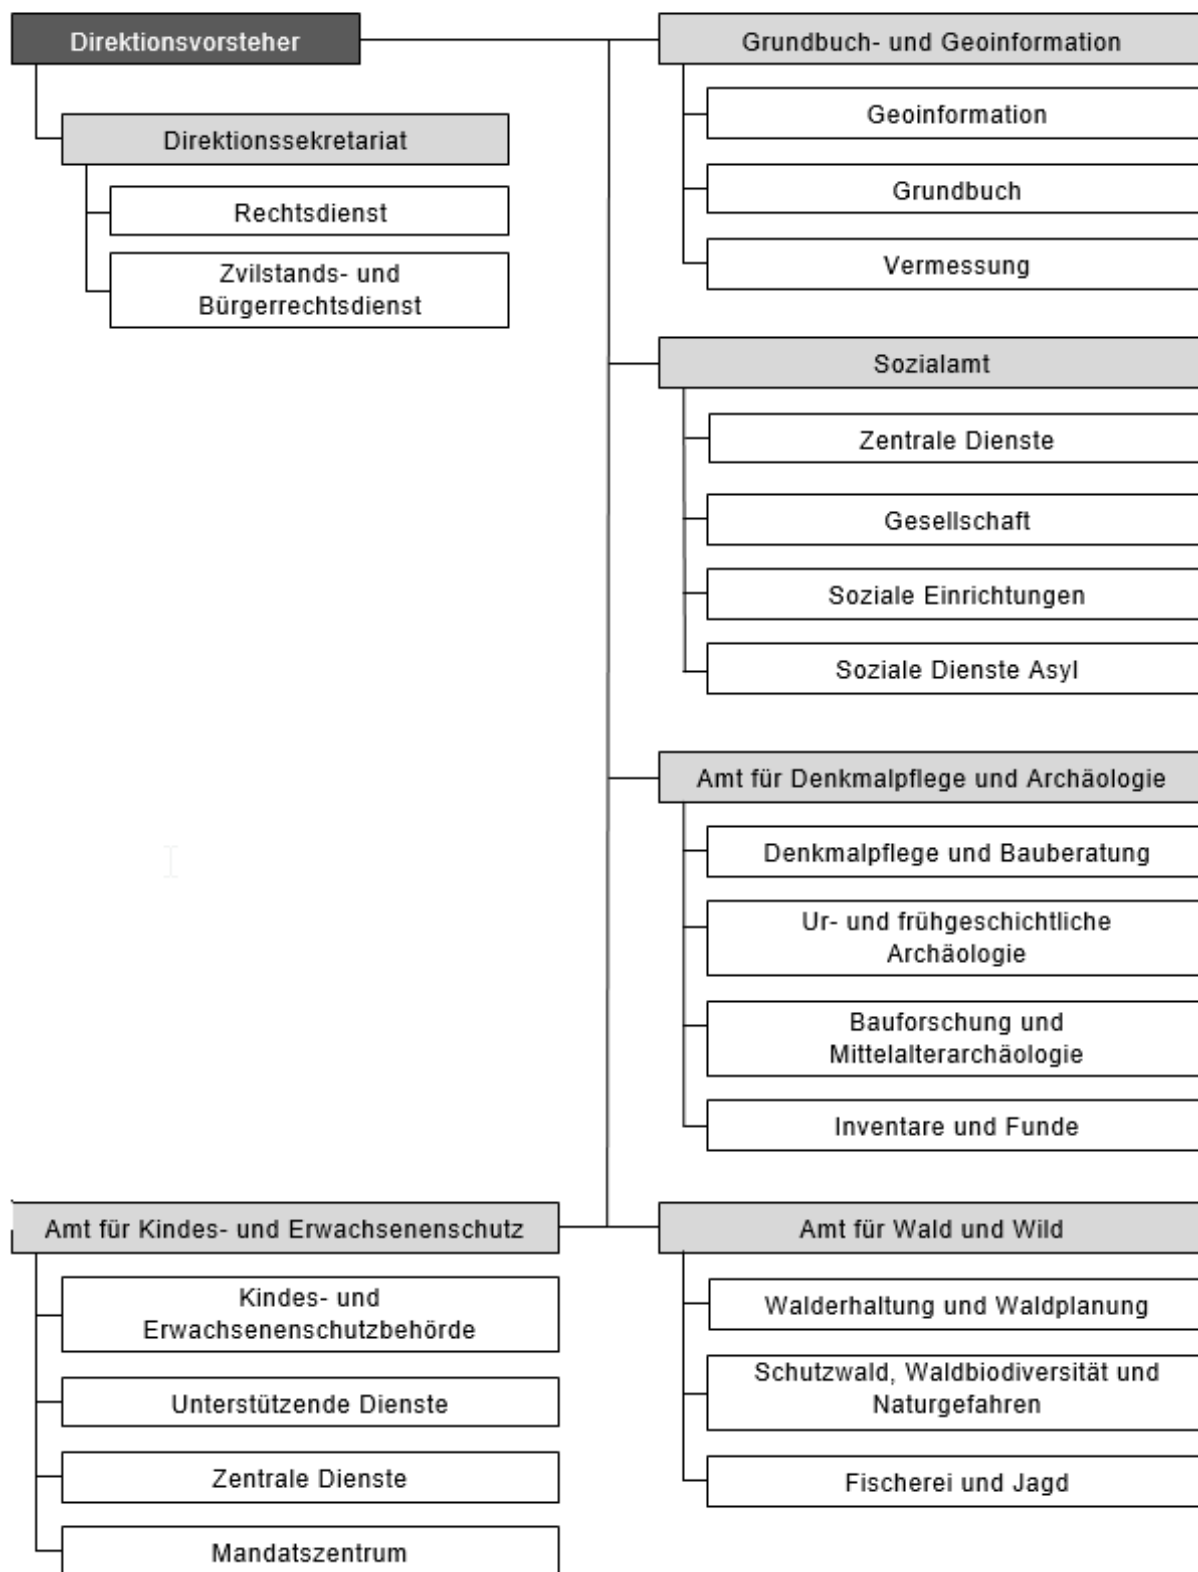 Direktionsvorsteher
Direktionssekretariat
Rechtsdienst
Zvilstands- und
Bürgerrechtsdienst
Grundbuch- und Geoinformation
Geoinformation
Grundbuch
Vermessung
Sozialamt
Zentrale Dienste
Gesellschaft
Soziale Einrichtungen
Soziale Dienste Asyl
Amt für Denkmalpflege und Archäologie
Denkmalpflege und Bauberatung
Ur- und frühgeschichtliche
Archäologie
Bauforschung und
Mittelalterarchäologie
Inventare und Funde
Amt für Kindes- und Erwachsenenschutz
Kindes- und
Erwachsenenschutzbehörde
Unterstützende Dienste
Zentrale Dienste
Mandatszentrum
Amt für Wald und Wild
Walderhaltung und Waldplanung
Schutzwald, Waldbiodiversität und
Naturgefahren
Fischerei und Jagd